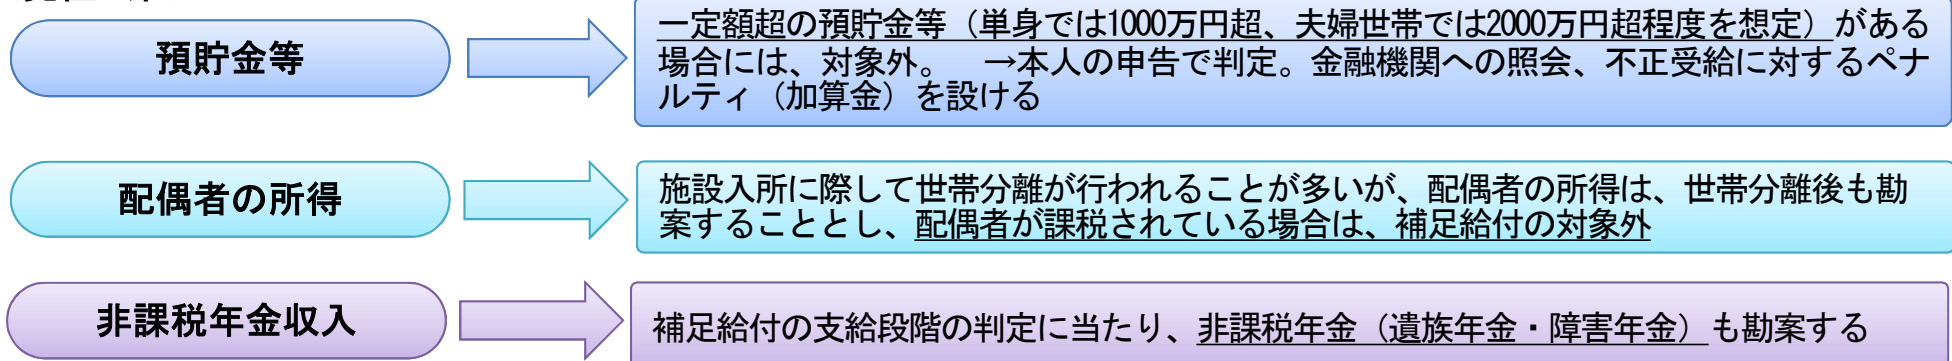 預貯金等
一定額超の預貯金等（単身では1000万円超、夫婦世帯では2000万円超程度を想定）がある
場合には、対象外。　→本人の申告で判定。金融機関への照会、不正受給に対するペナ
ルティ（加算金）を設ける
配偶者の所得
施設入所に際して世帯分離が行われることが多いが、配偶者の所得は、世帯分離後も勘
案することとし、配偶者が課税されている場合は、補足給付の対象外
非課税年金収入
補足給付の支給段階の判定に当たり、非課税年金（遺族年金・障害年金）も勘案する